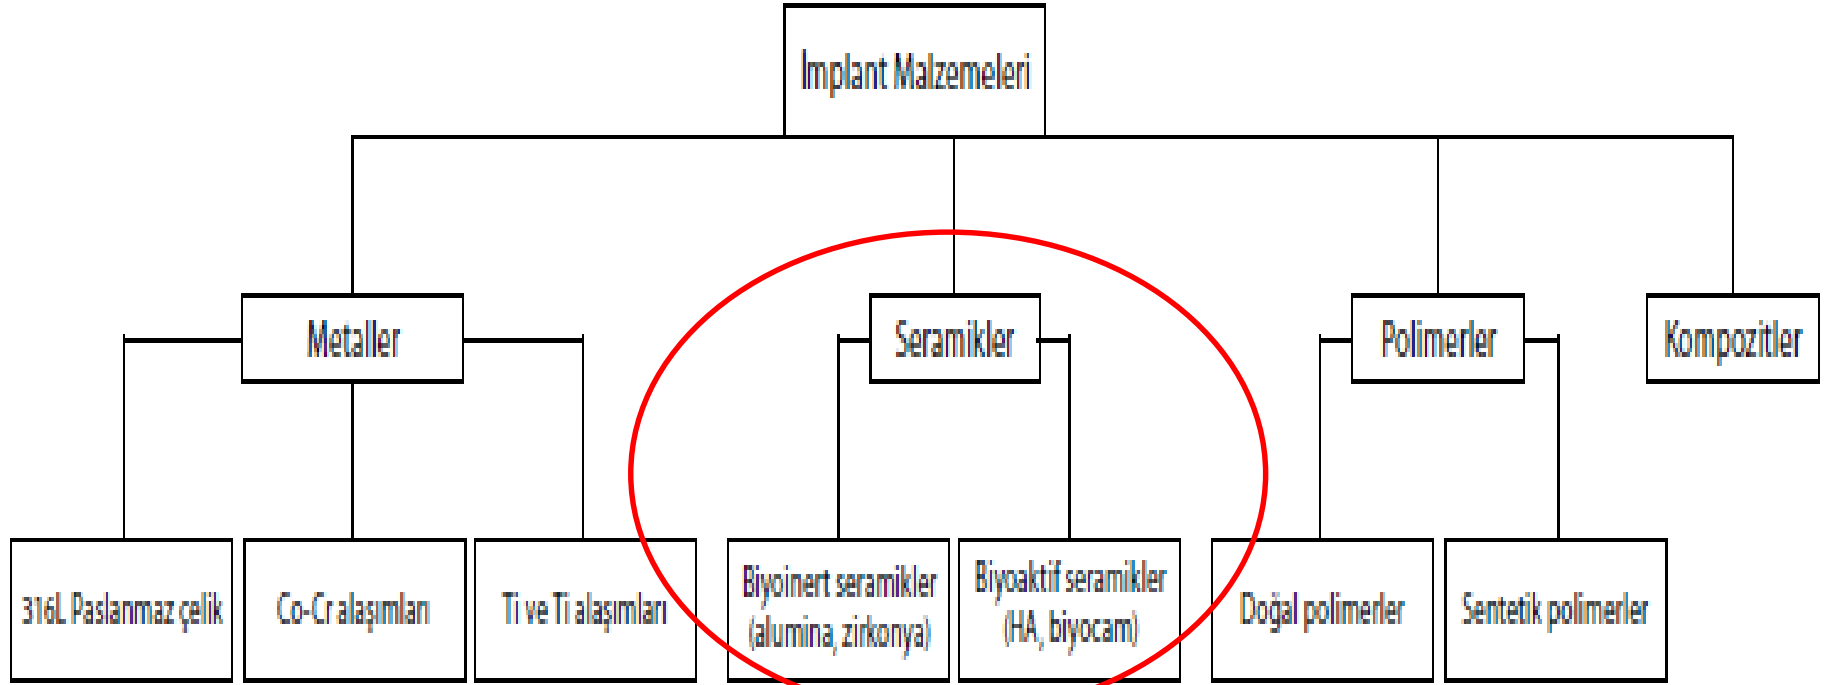 İmplant Malzemeleri
Metaller
Seramikler
Polimerler
Kompozitler
316L Paslanmaz çelik
Co-Cr alaşımları
Ti ve Ti alaşımları
Biyoinert seramikler
(alumina, zirkonya)
Biyoaktif seramikler
(HA, biyocam)
Doğal polimerler
Sentetik polimerler